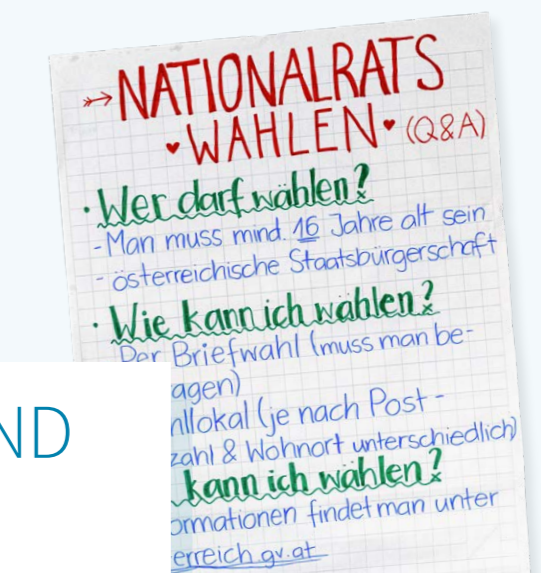 →NATIONALRATS
♥WAHLEN♥ (Q&A)
· Wer darf wählen?
- Man muss mind. 16 Jahre alt sein
- österreichische Staatsbürgerschaft
· Wie kann ich wählen?
Per Briefwahl (muss man be-
agen)
hllokal (je nach Post-
zahl & Wohnort unterschiedlich)
kann ich wählen?
ormationen findet man unter
erreich.gv.at
ND